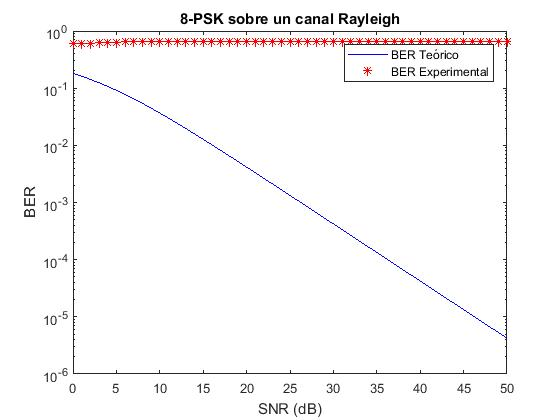 8-PSK sobre un canal Rayleigh
BER Teórico
BER Experimental
10^0
10^-1
10^-2
10^-3
10^-4
10^-5
10^-6
BER
0 5 10 15 20 25 30 35 40 45 50
SNR (dB)